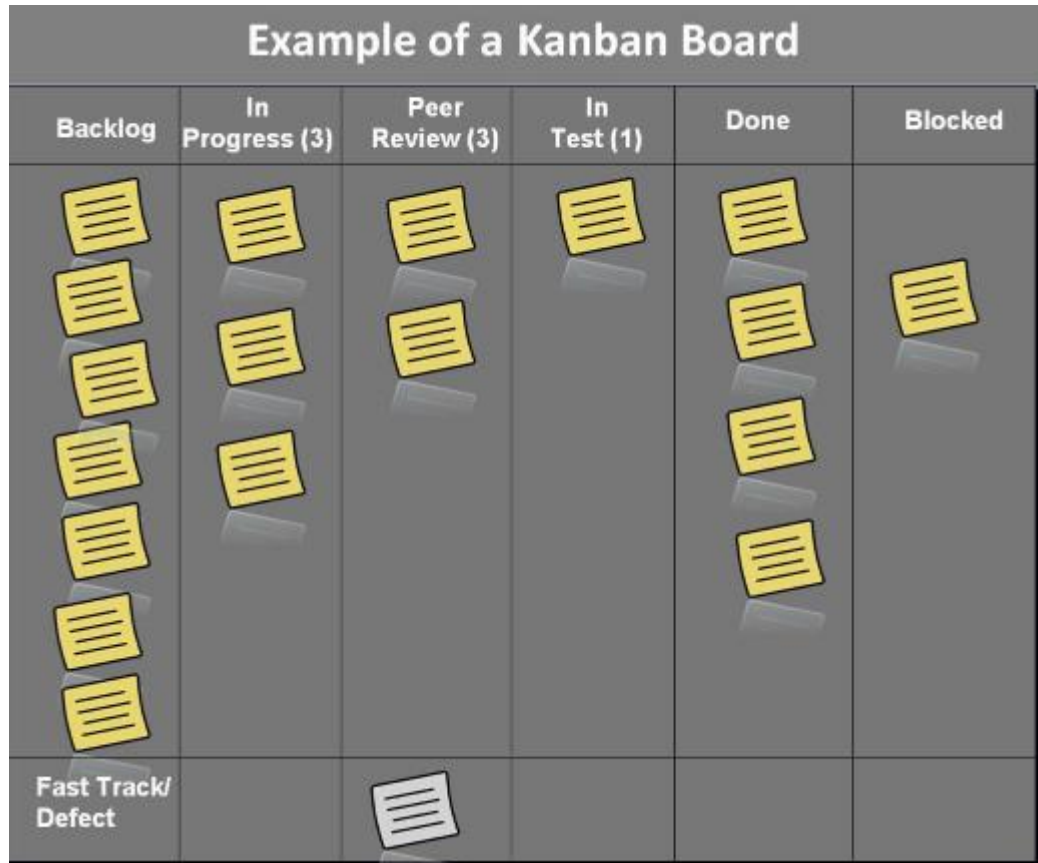 Example of a Kanban Board
Backlog
In
Progress (3)
Peer
Review (3)
In
Test (1)
Done
Blocked
Fast Track/
Defect